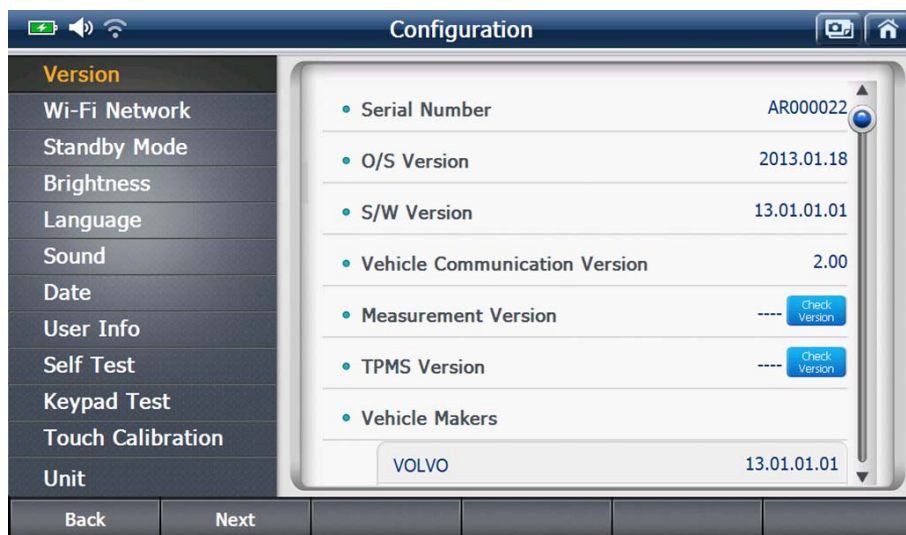 Configuration
Version
Wi-Fi Network
Standby Mode
Brightness
Language
Sound
Date
User Info
Self Test
Keypad Test
Touch Calibration
Unit
• Serial Number AR000022
• O/S Version 2013.01.18
• S/W Version 13.01.01.01
• Vehicle Communication Version 2.00
• Measurement Version ---- Check Version
• TPMS Version ---- Check Version
• Vehicle Makers
VOLVO 13.01.01.01
Back Next